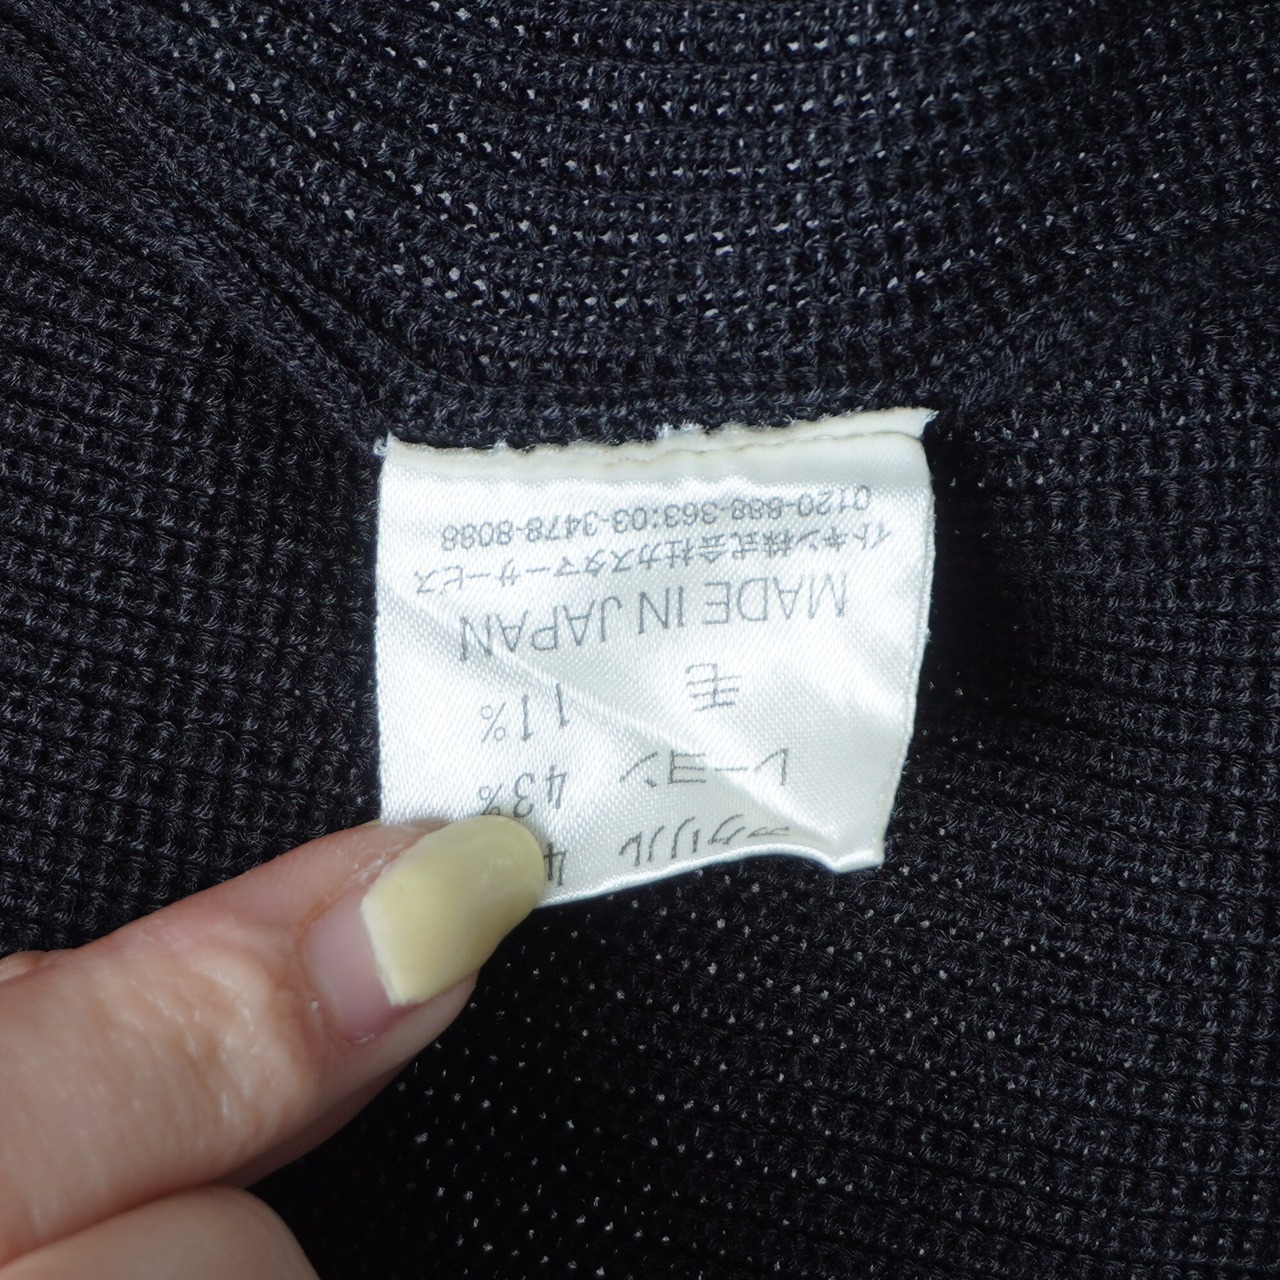 アクリル 4
レーヨン 43%
毛 11%
MADE IN JAPAN
イトキン株式会社カスタマーサービス
0120-888-363:03-3478-8088